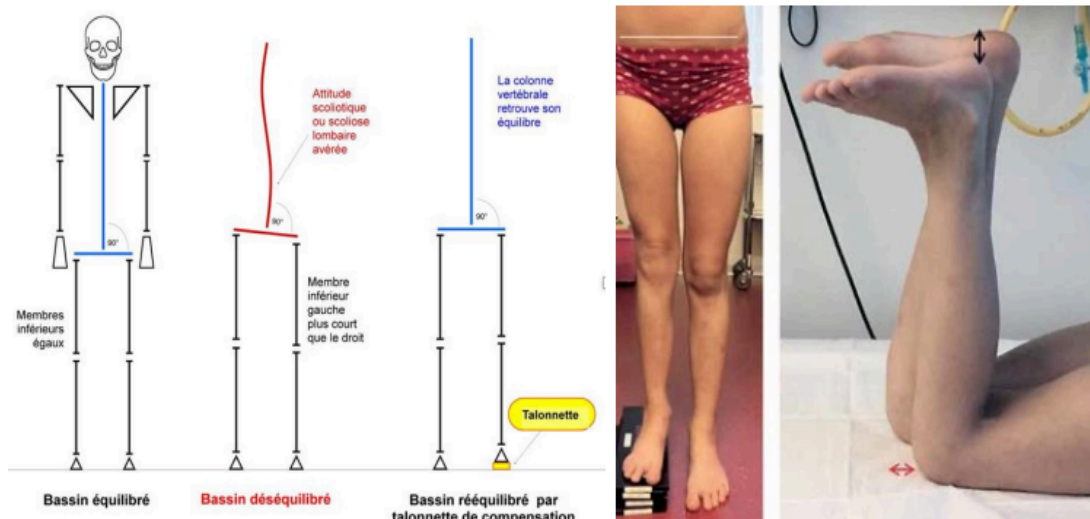 Attitude
scoliotique
ou scoliose
lombaire
avérée
La colonne
vertébrale
retrouve son
équilibre
90°
90°
90°
Membres
inférieurs
égaux
Membre
inférieur
gauche
plus court
que le droit
Talonnette
Bassin équilibré
Bassin déséquilibré
Bassin rééquilibré par
talonnette de compensation